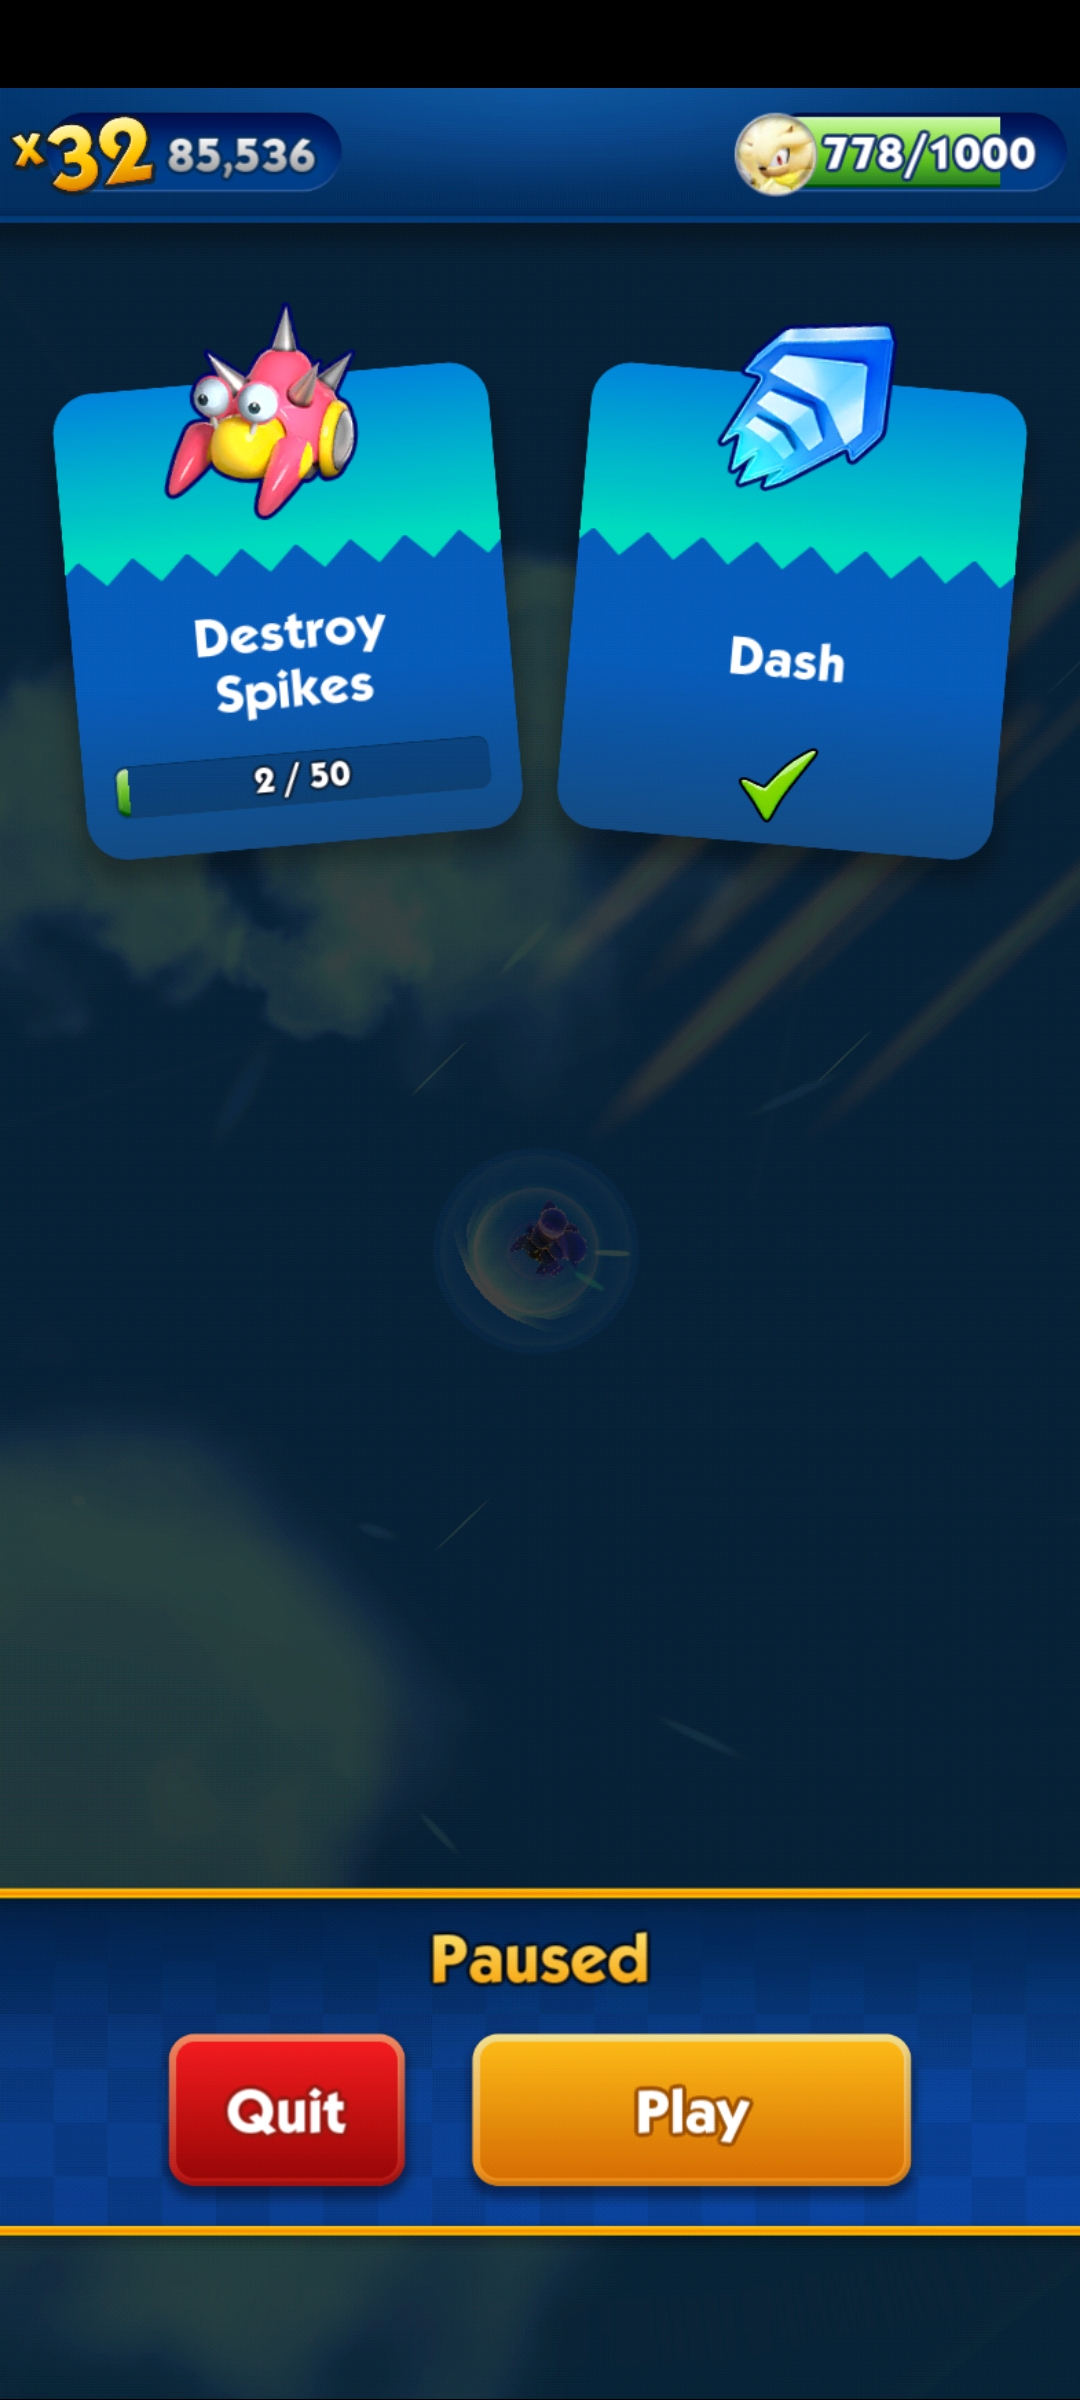 x32 85,536
778/1000
Destroy
Spikes
2 / 50
Dash
Paused
Quit
Play